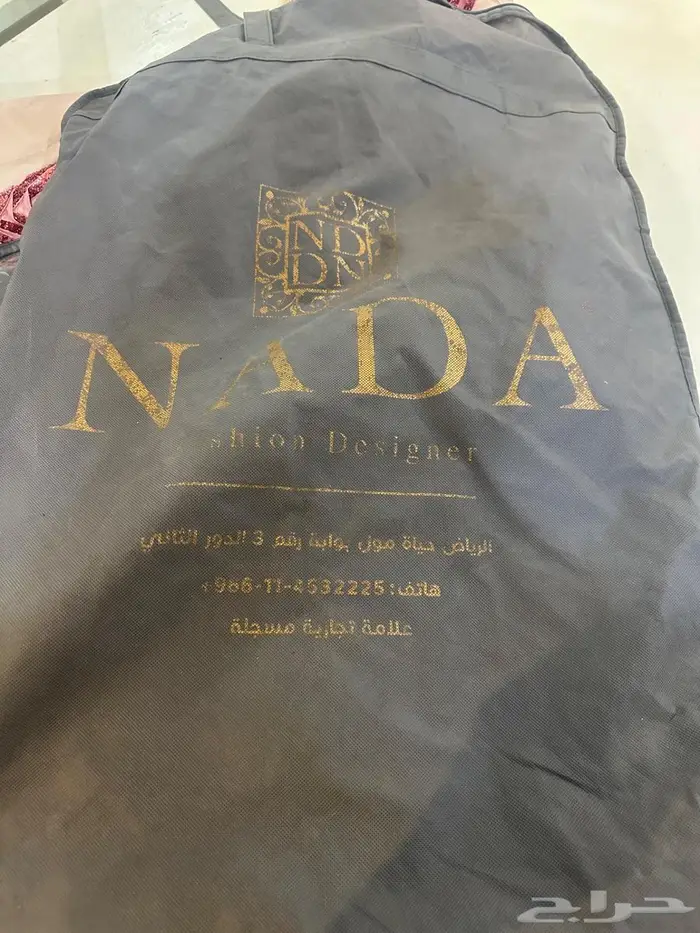 ND
DN
NADA
shion Designer
الرياض حياة مول بوابة رقم 3 الدور الثاني
هاتف: 4532225-11-966+
علامة تجارية مسجلة
حراج